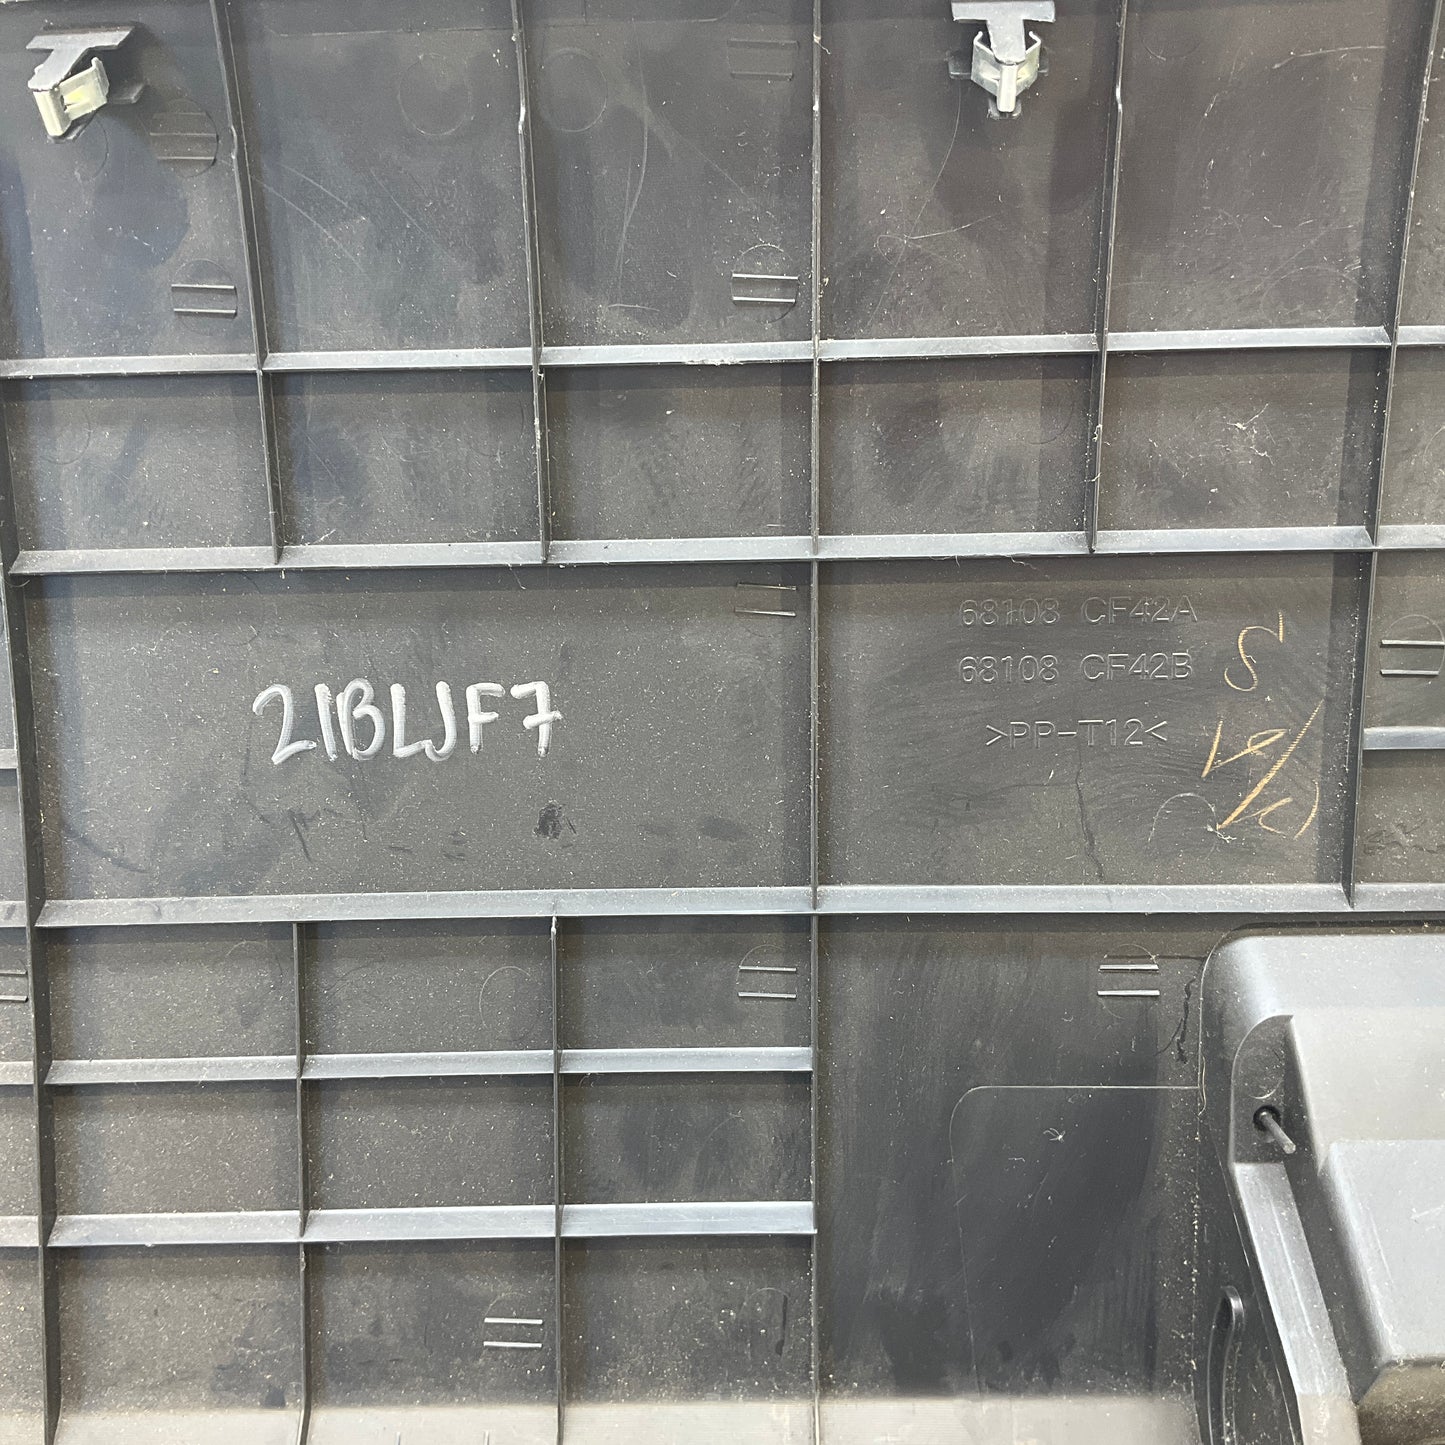 21BLJF7
68108 CF42A
68108 CF42B
>PP-T12<
S